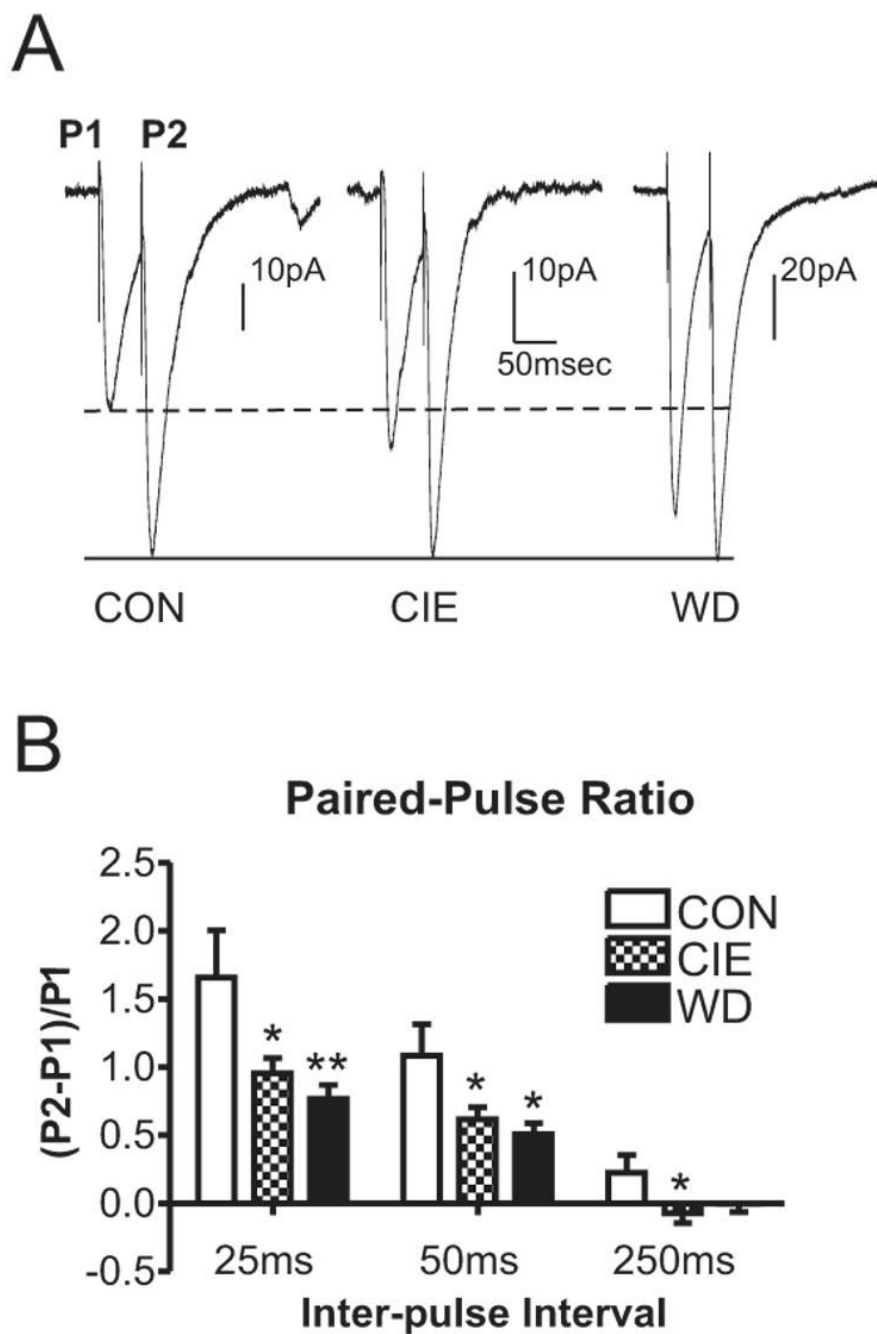 A
P1 P2
10pA
10pA
50msec
20pA
CON CIE WD
B
Paired-Pulse Ratio
(P2-P1)/P1
2.5
2.0
1.5
1.0
0.5
0.0
-0.5
CON
CIE
WD
* ** * * *
25ms 50ms 250ms
Inter-pulse Interval